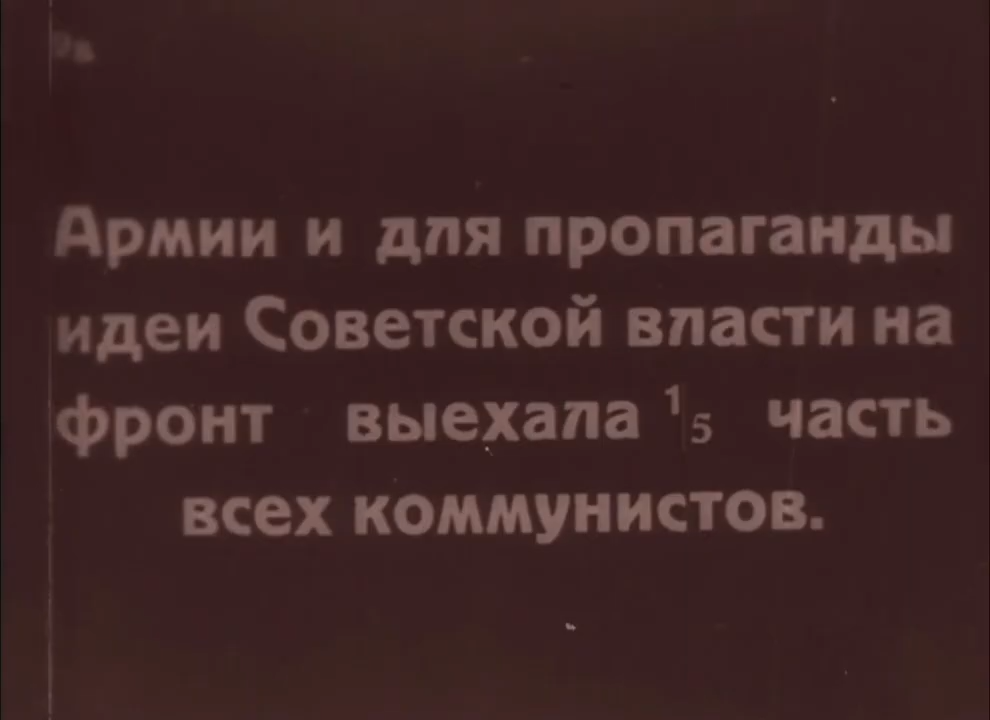 Армии и для пропаганды
идеи Советской власти на
фронт выехала 1/5 часть
всех коммунистов.